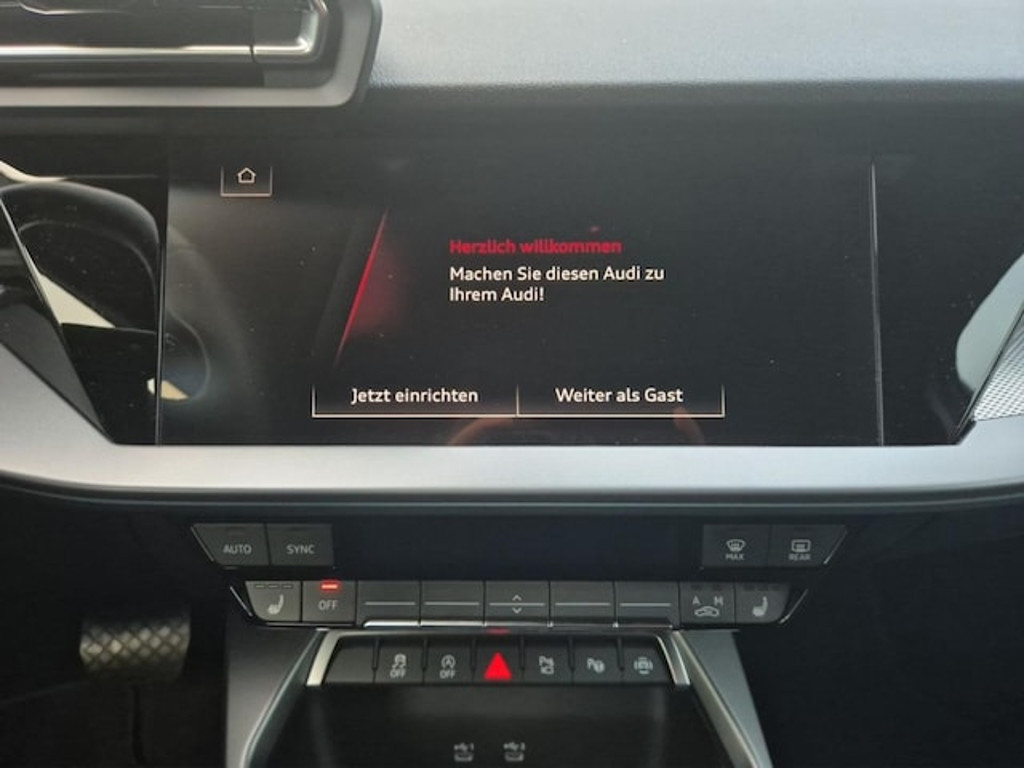 Herzlich willkommen
Machen Sie diesen Audi zu
Ihrem Audi!
Jetzt einrichten Weiter als Gast
AUTO SYNC MAX REAR
OFF A M
OFF OFF